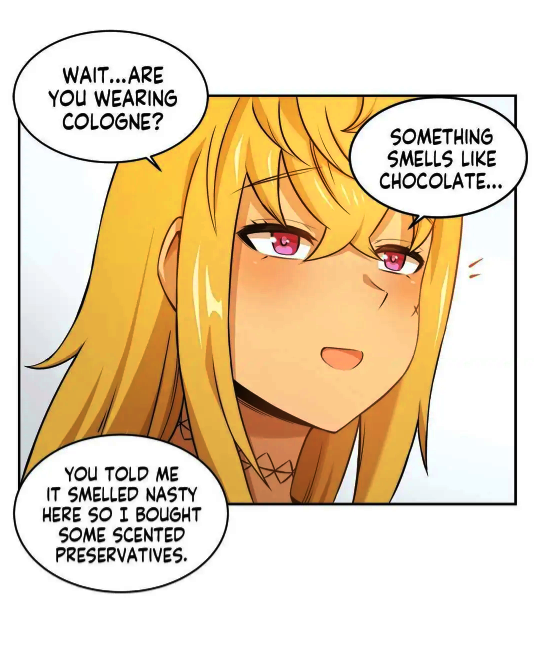 WAIT...ARE
YOU WEARING
COLOGNE?
SOMETHING
SMELLS LIKE
CHOCOLATE...
YOU TOLD ME
IT SMELLED NASTY
HERE SO I BOUGHT
SOME SCENTED
PRESERVATIVES.